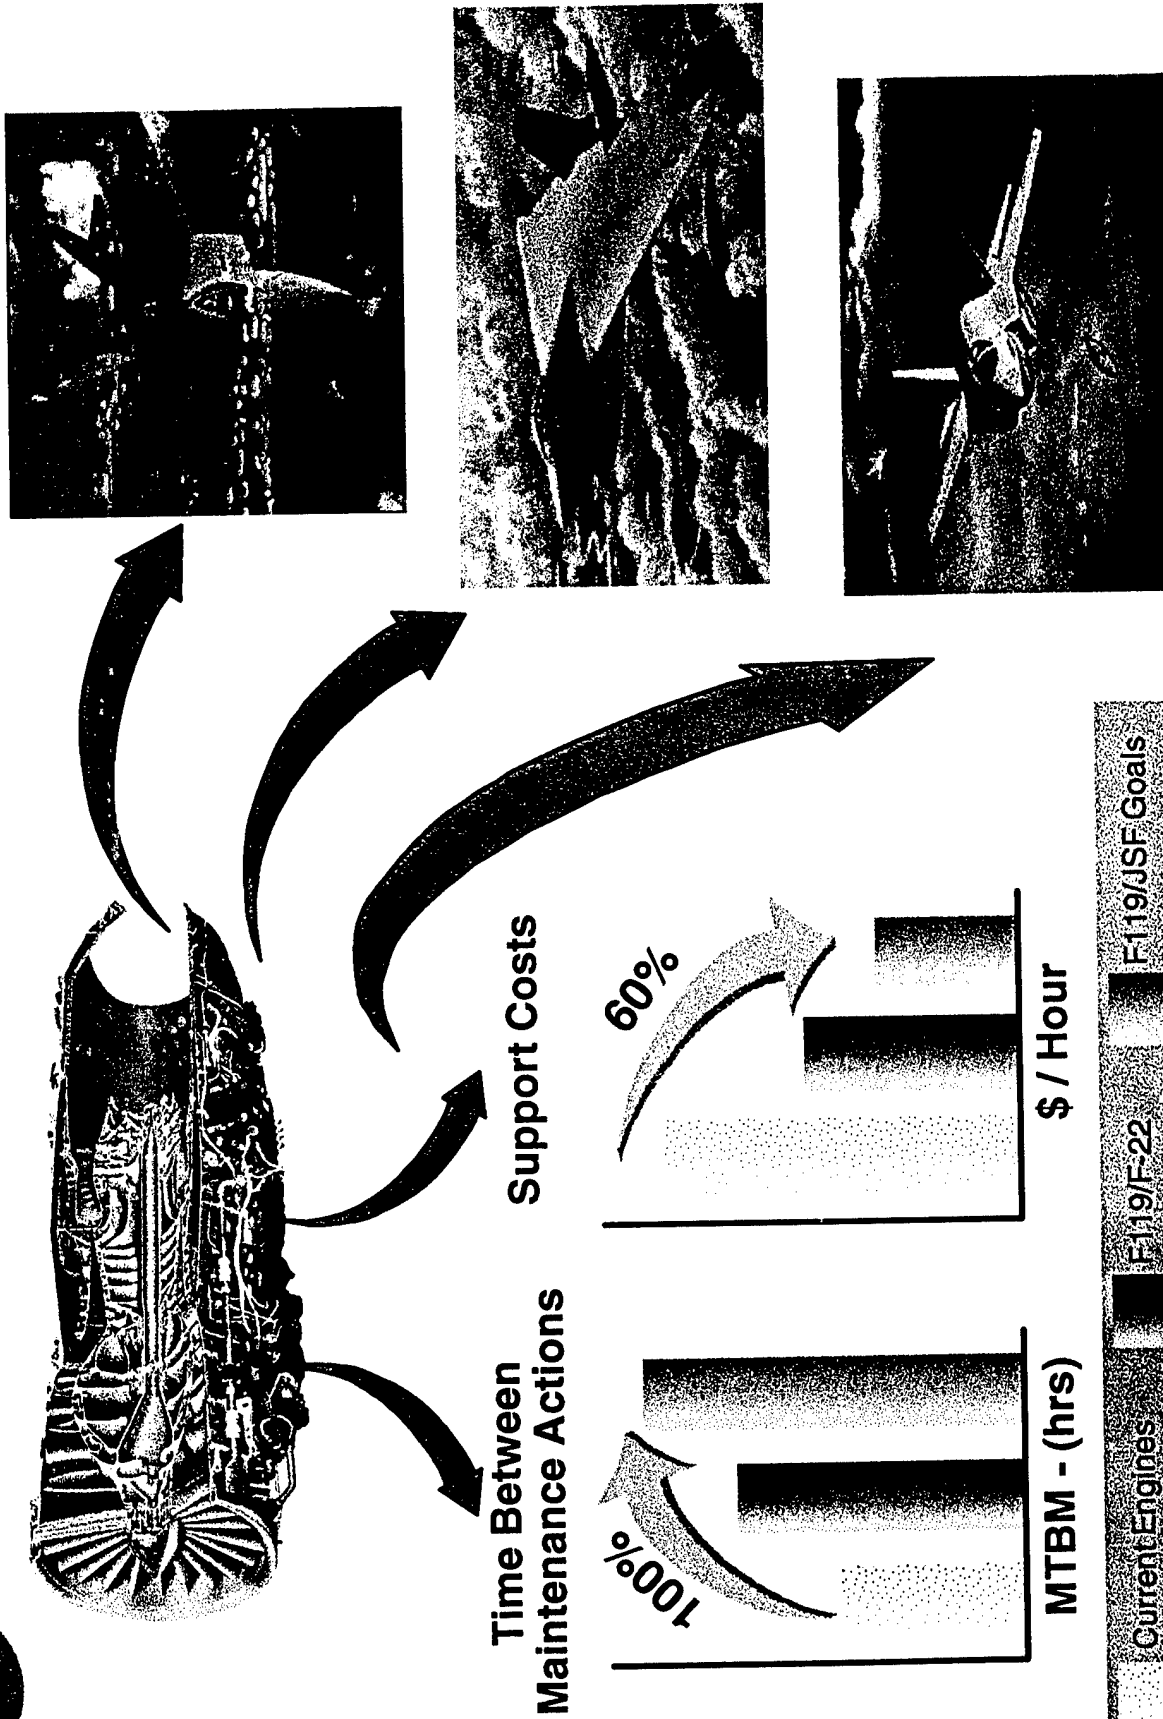 Time Between
Maintenance Actions
100%
MTBM - (hrs)
Support Costs
60%
$ / Hour
Current Engines
F119/F-22
F119/JSF Goals